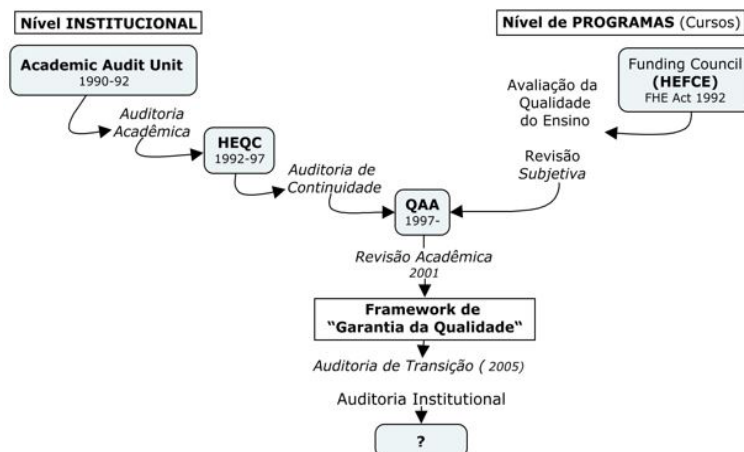 Nível INSTITUCIONAL
Nível de PROGRAMAS (Cursos)
Academic Audit Unit
1990-92
Funding Council
(HEFCE)
FHE Act 1992
Auditoria
Acadêmica
Avaliação da
Qualidade
do Ensino
HEQC
1992-97
Auditoria de
Continuidade
Revisão
Subjetiva
QAA
1997-
Revisão Acadêmica
2001
Framework de
"Garantia da Qualidade"
Auditoria de Transição ( 2005)
Auditoria Institutional
?